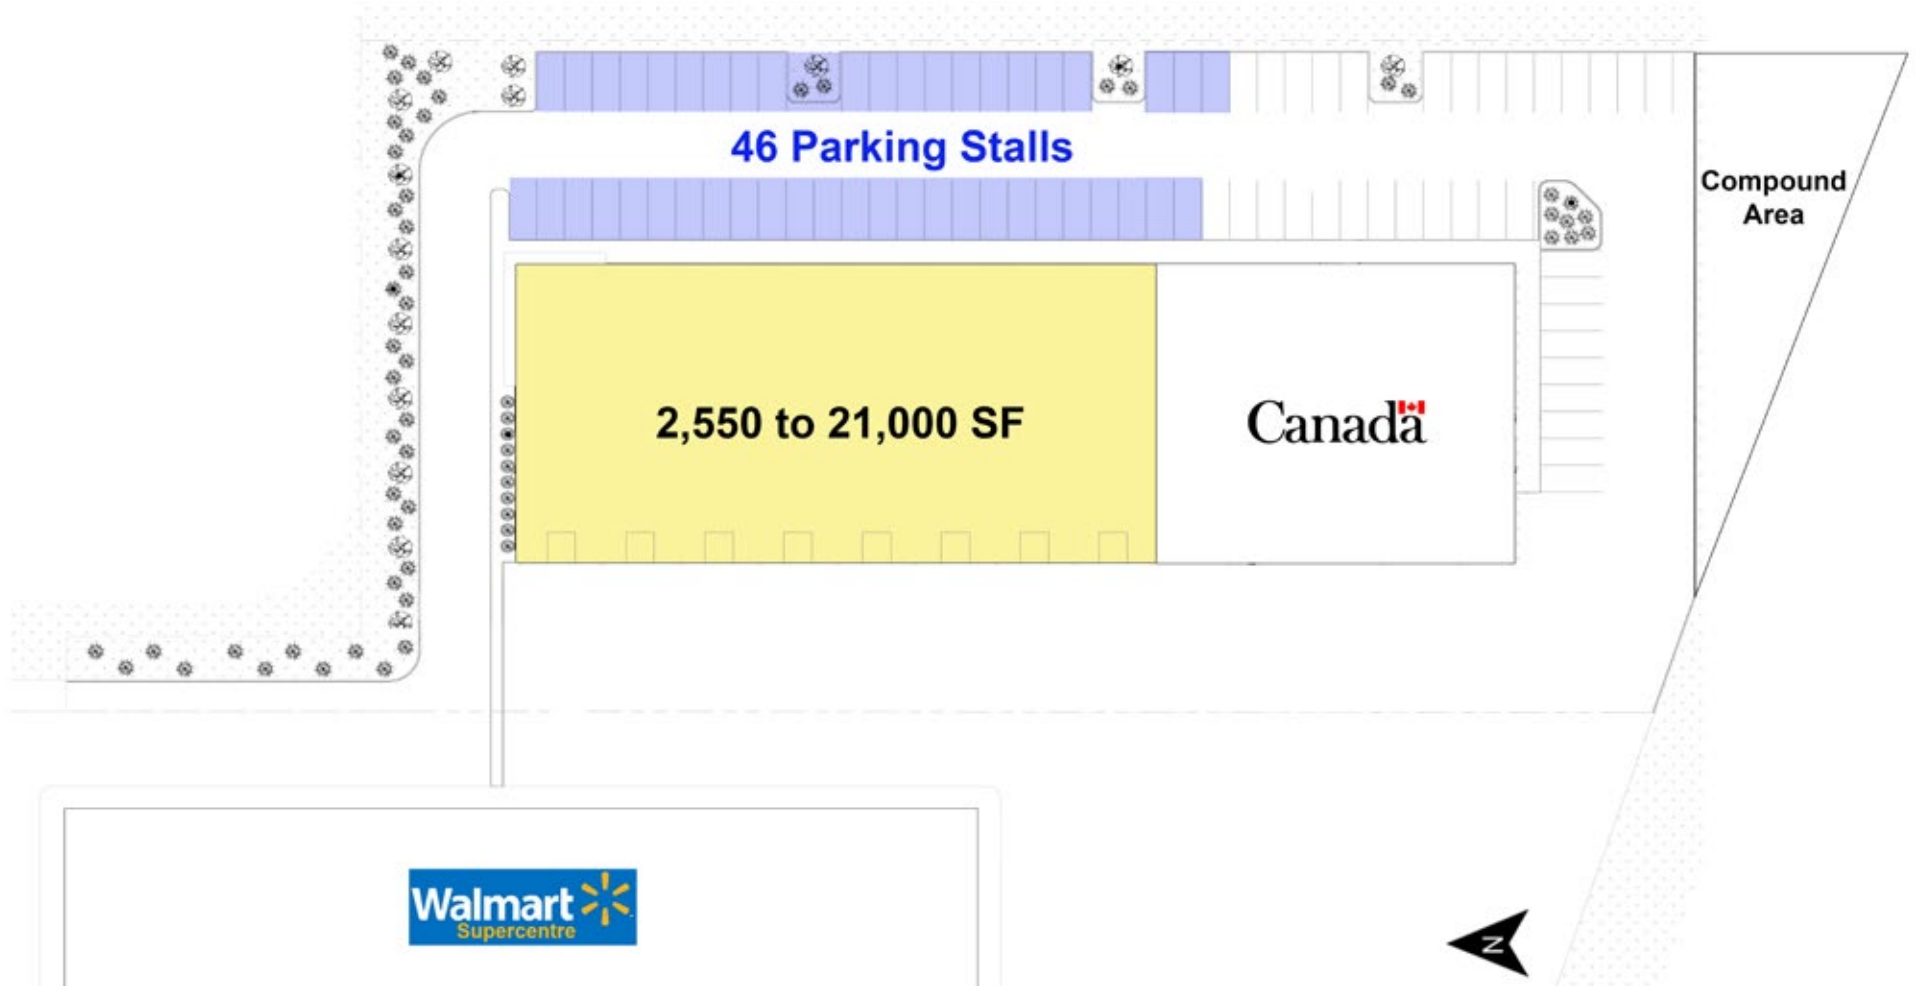 46 Parking Stalls
Compound
Area
2,550 to 21,000 SF
Canada
Walmart
Supercentre
N